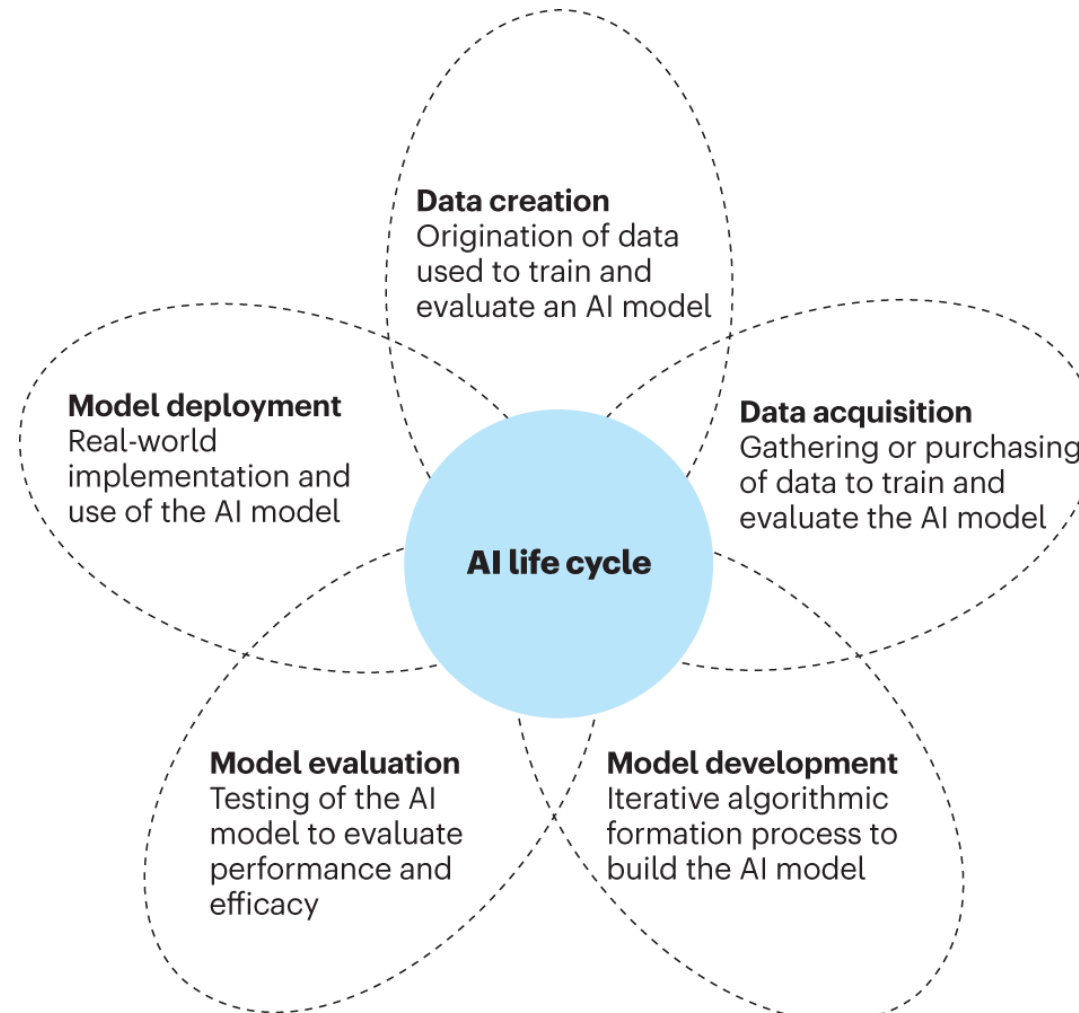 Data creation
Origination of data
used to train and
evaluate an AI model
Data acquisition
Gathering or purchasing
of data to train and
evaluate the AI model
Model development
Iterative algorithmic
formation process to
build the AI model
Model evaluation
Testing of the AI
model to evaluate
performance and
efficacy
Model deployment
Real-world
implementation and
use of the AI model
AI life cycle